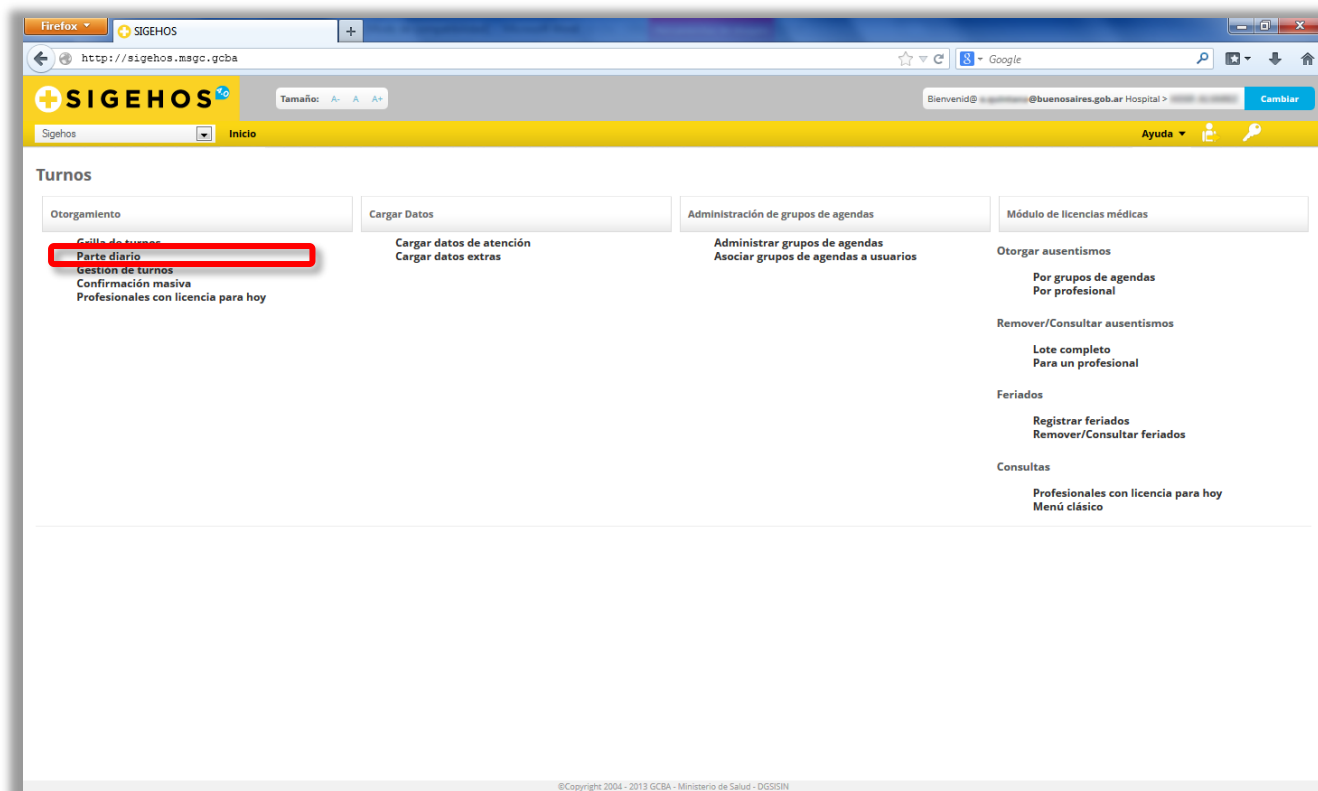 Firefox
SIGEHOS
+
http://sigehos.msgc.gcba
Google
SIGEHOS 2.0
Tamaño: A- A A+
Bienvenid@ @buenosaires.gob.ar Hospital >
Cambiar
Sigehos
Inicio
Ayuda
Turnos
Otorgamiento
Grilla de turnos
Parte diario
Gestión de turnos
Confirmación masiva
Profesionales con licencia para hoy
Cargar Datos
Cargar datos de atención
Cargar datos extras
Administración de grupos de agendas
Administrar grupos de agendas
Asociar grupos de agendas a usuarios
Módulo de licencias médicas
Otorgar ausentismos
Por grupos de agendas
Por profesional
Remover/Consultar ausentismos
Lote completo
Para un profesional
Feriados
Registrar feriados
Remover/Consultar feriados
Consultas
Profesionales con licencia para hoy
Menú clásico
©Copyright 2004 - 2013 GCBA - Ministerio de Salud - DGSISIN